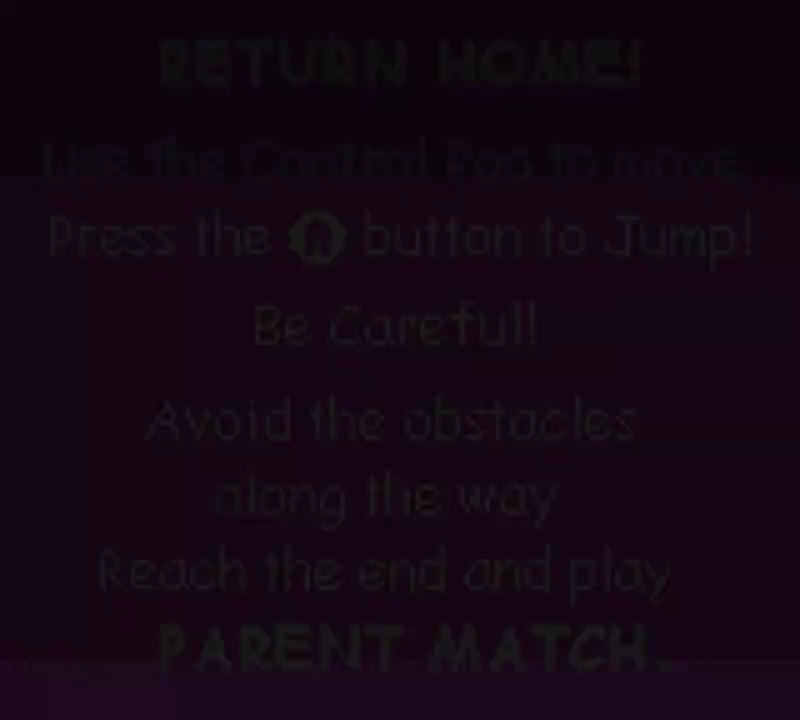 RETURN HOME!
Use the Control Pad to move.
Press the A button to Jump!
Be Careful!
Avoid the obstacles
along the way
Reach the end and play
PARENT MATCH.